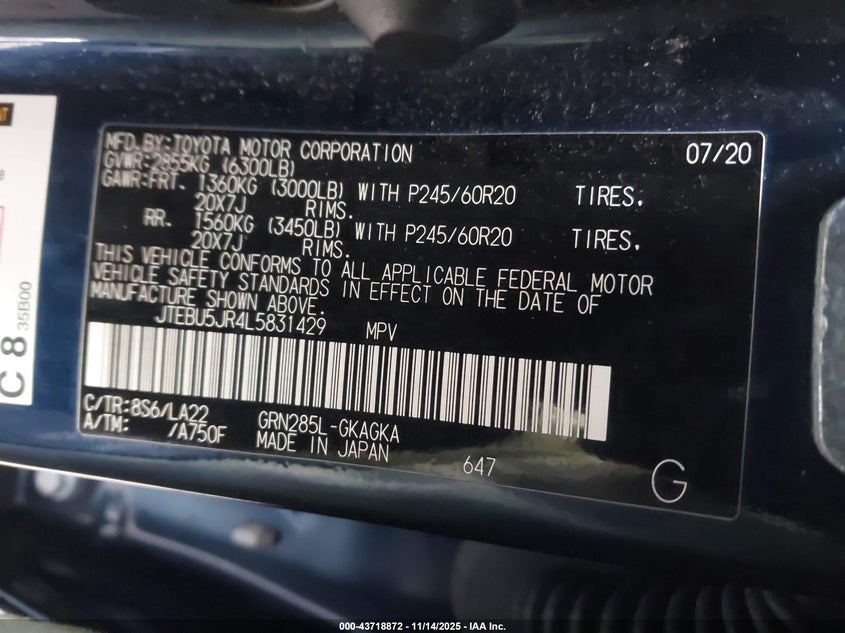 MFD.BY:TOYOTA MOTOR CORPORATION 07/20
GVWR:2855KG (6300LB)
GAWR:FRT. 1360KG (3000LB) WITH P245/60R20 TIRES.
20X7J RIMS.
RR. 1560KG (3450LB) WITH P245/60R20 TIRES.
20X7J RIMS.
THIS VEHICLE CONFORMS TO ALL APPLICABLE FEDERAL MOTOR
VEHICLE SAFETY STANDARDS IN EFFECT ON THE DATE OF
MANUFACTURE SHOWN ABOVE.
JTEBU5JR4L5831429 MPV
C/TR:8S6/LA22 GRN285L-GKAGKA
A/TM: /A750F MADE IN JAPAN 647
G
C 8
35B00
000-43718872 - 11/14/2025 - IAA Inc.